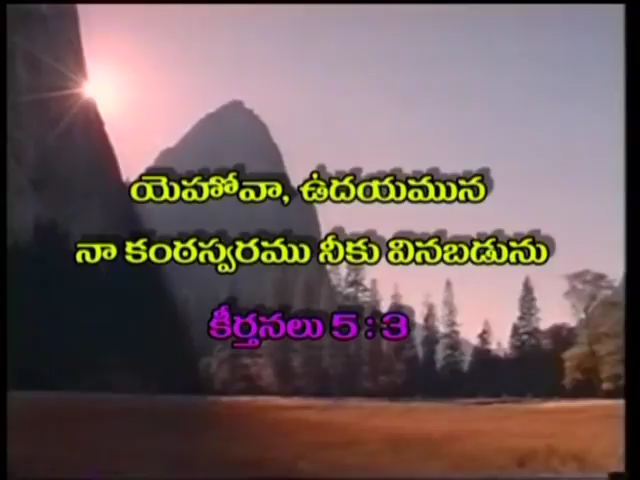 యెహోవా, ఉదయమున
నా కంఠస్వరము నీకు వినబడును
కీర్తనలు 5 : 3